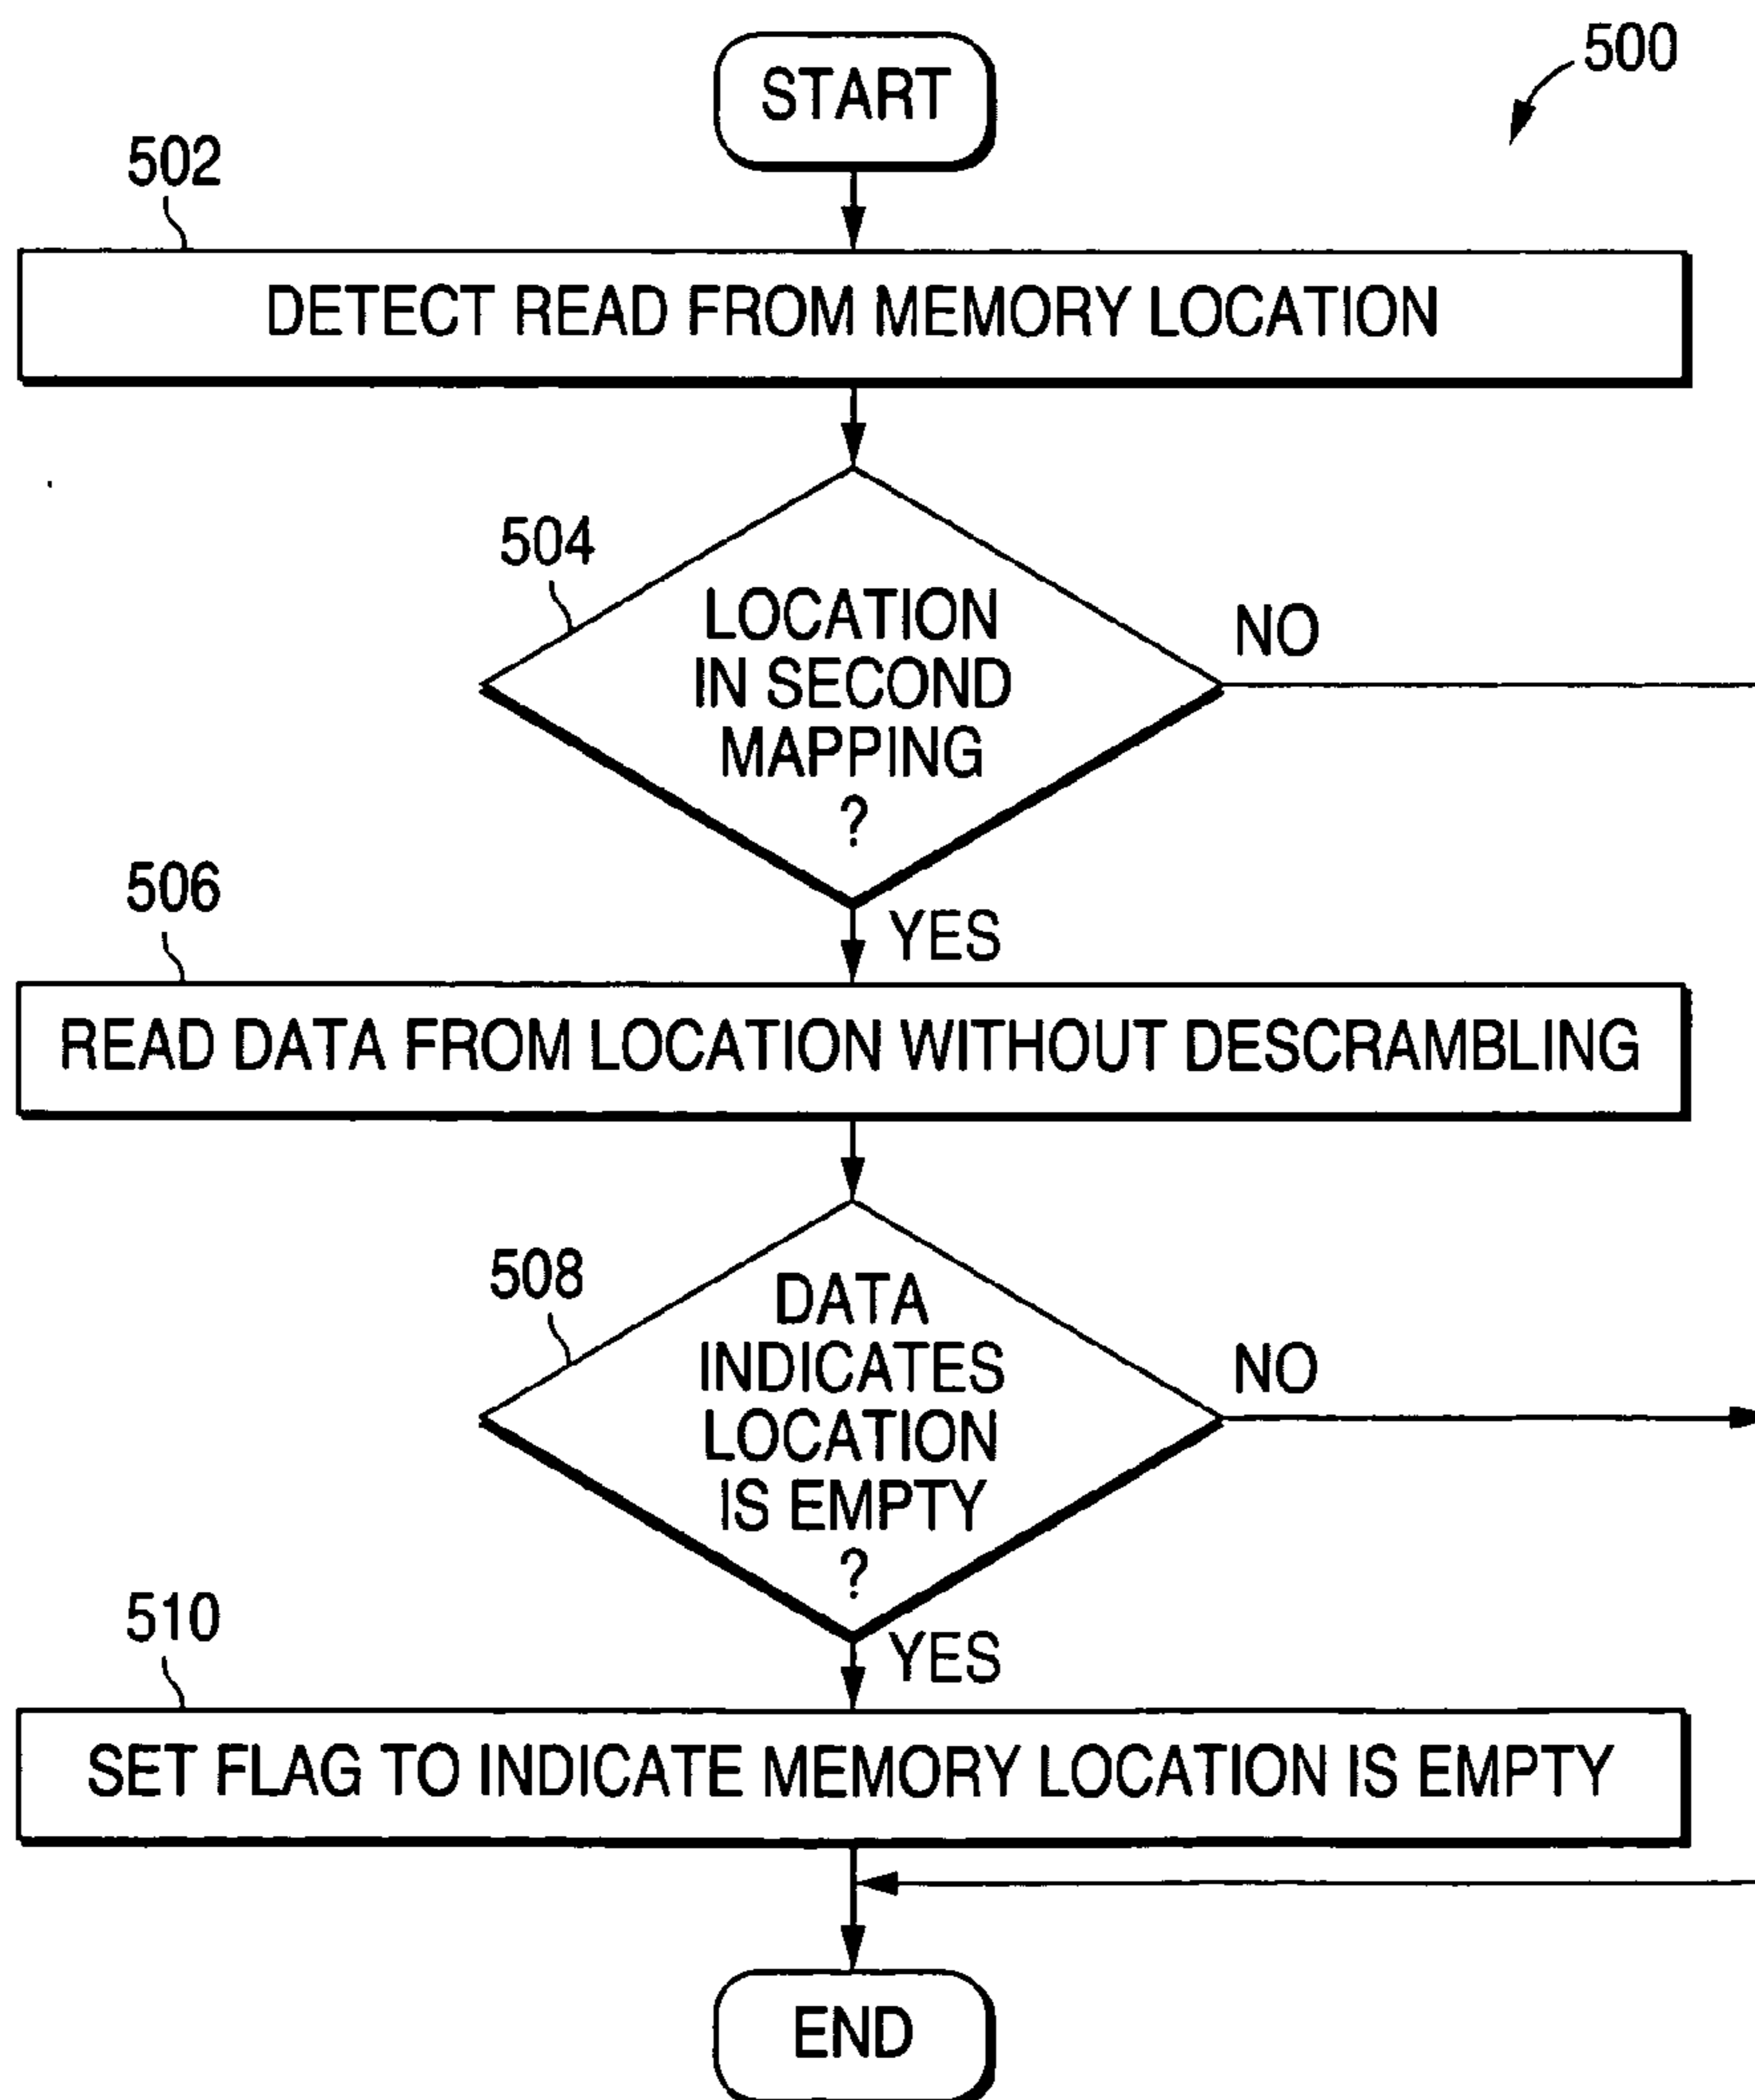 START
500
502
DETECT READ FROM MEMORY LOCATION
504
LOCATION
IN SECOND
MAPPING
?
NO
YES
506
READ DATA FROM LOCATION WITHOUT DESCRAMBLING
508
DATA
INDICATES
LOCATION
IS EMPTY
?
NO
YES
510
SET FLAG TO INDICATE MEMORY LOCATION IS EMPTY
END